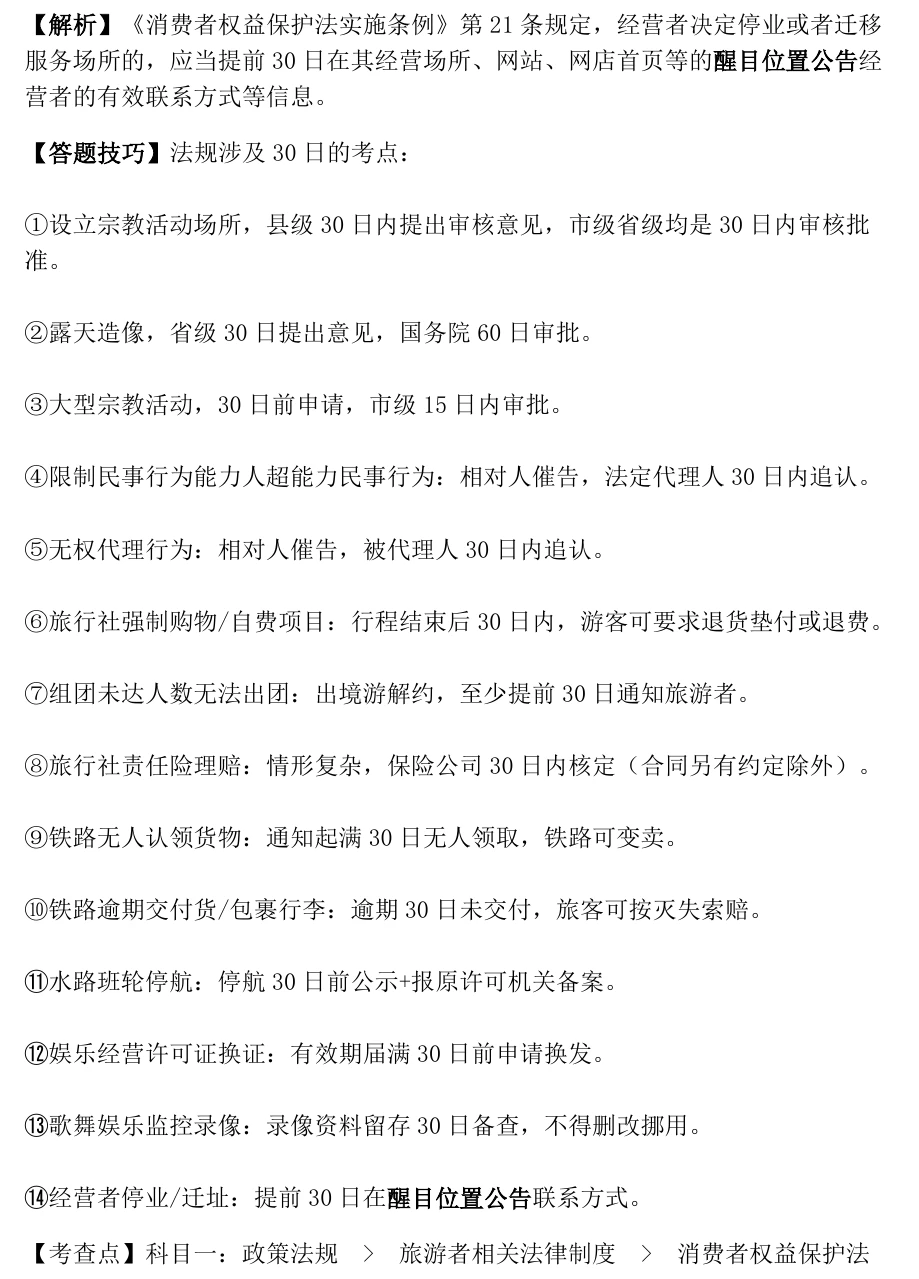 【解析】《消费者权益保护法实施条例》第 21 条规定，经营者决定停业或者迁移
服务场所的，应当提前 30 日在其经营场所、网站、网店首页等的醒目位置公告经
营者的有效联系方式等信息。
【答题技巧】法规涉及 30 日的考点：
①设立宗教活动场所，县级 30 日内提出审核意见，市级省级均是 30 日内审核批
准。
②露天造像，省级 30 日提出意见，国务院 60 日审批。
③大型宗教活动，30 日前申请，市级 15 日内审批。
④限制民事行为能力人超能力民事行为：相对人催告，法定代理人 30 日内追认。
⑤无权代理行为：相对人催告，被代理人 30 日内追认。
⑥旅行社强制购物/自费项目：行程结束后 30 日内，游客可要求退货垫付或退费。
⑦组团未达人数无法出团：出境游解约，至少提前 30 日通知旅游者。
⑧旅行社责任险理赔：情形复杂，保险公司 30 日内核定（合同另有约定除外）。
⑨铁路无人认领货物：通知起满 30 日无人领取，铁路可变卖。
⑩铁路逾期交付货/包裹行李：逾期 30 日未交付，旅客可按灭失索赔。
⑪水路班轮停航：停航 30 日前公示+报原许可机关备案。
⑫娱乐经营许可证换证：有效期届满 30 日前申请换发。
⑬歌舞娱乐监控录像：录像资料留存 30 日备查，不得删改挪用。
⑭经营者停业/迁址：提前 30 日在醒目位置公告联系方式。
【考查点】科目一：政策法规 > 旅游者相关法律制度 > 消费者权益保护法